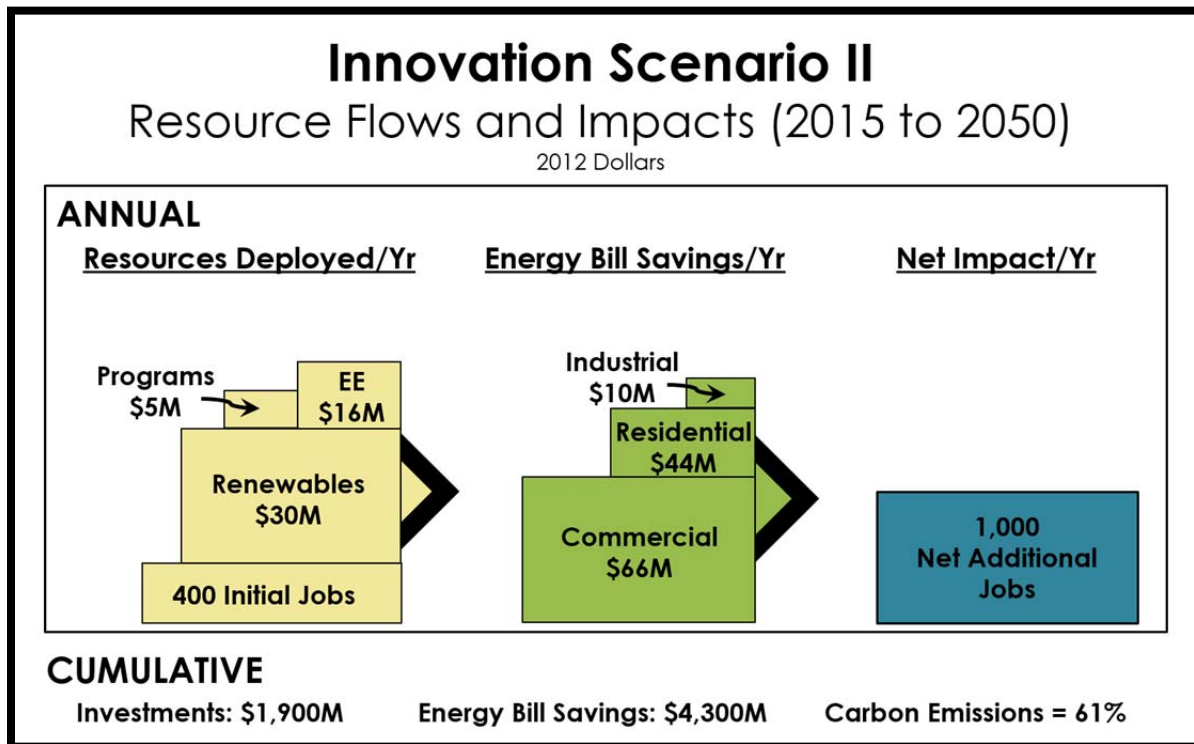 Innovation Scenario II
Resource Flows and Impacts (2015 to 2050)
2012 Dollars
ANNUAL
Resources Deployed/Yr
Energy Bill Savings/Yr
Net Impact/Yr
Programs
$5M
EE
$16M
Renewables
$30M
400 Initial Jobs
Industrial
$10M
Residential
$44M
Commercial
$66M
1,000
Net Additional
Jobs
CUMULATIVE
Investments: $1,900M
Energy Bill Savings: $4,300M
Carbon Emissions = 61%